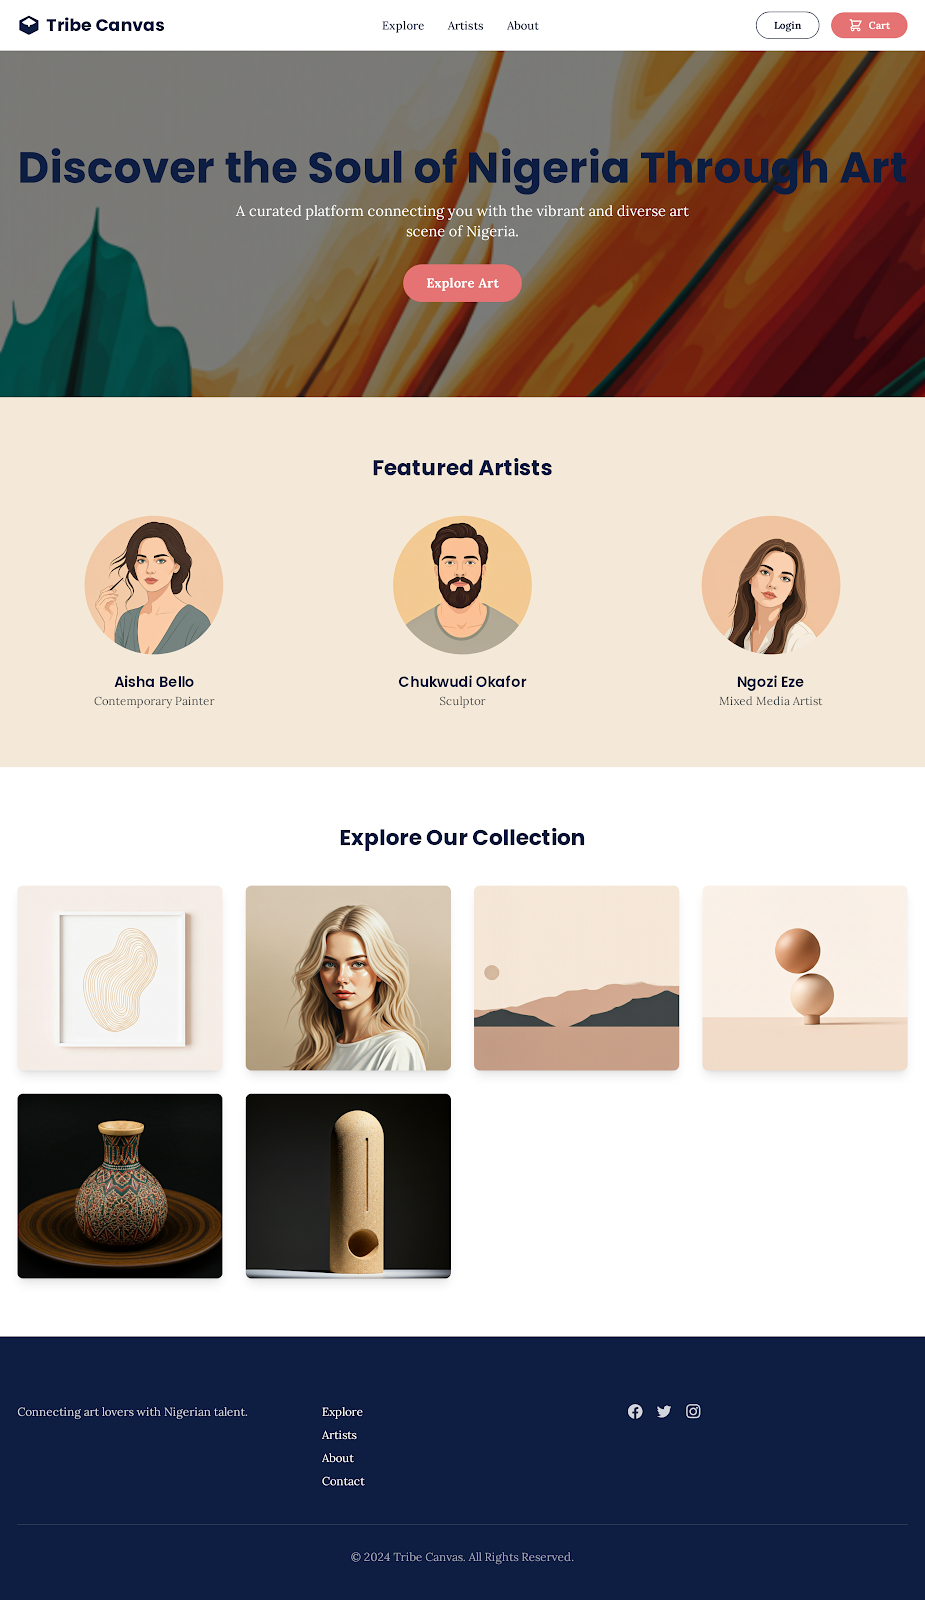 Tribe Canvas
Explore
Artists
About
Login
Cart
Discover the Soul of Nigeria Through Art
A curated platform connecting you with the vibrant and diverse art
scene of Nigeria.
Explore Art
Featured Artists
Aisha Bello
Contemporary Painter
Chukwudi Okafor
Sculptor
Ngozi Eze
Mixed Media Artist
Explore Our Collection
Connecting art lovers with Nigerian talent.
Explore
Artists
About
Contact
© 2024 Tribe Canvas. All Rights Reserved.